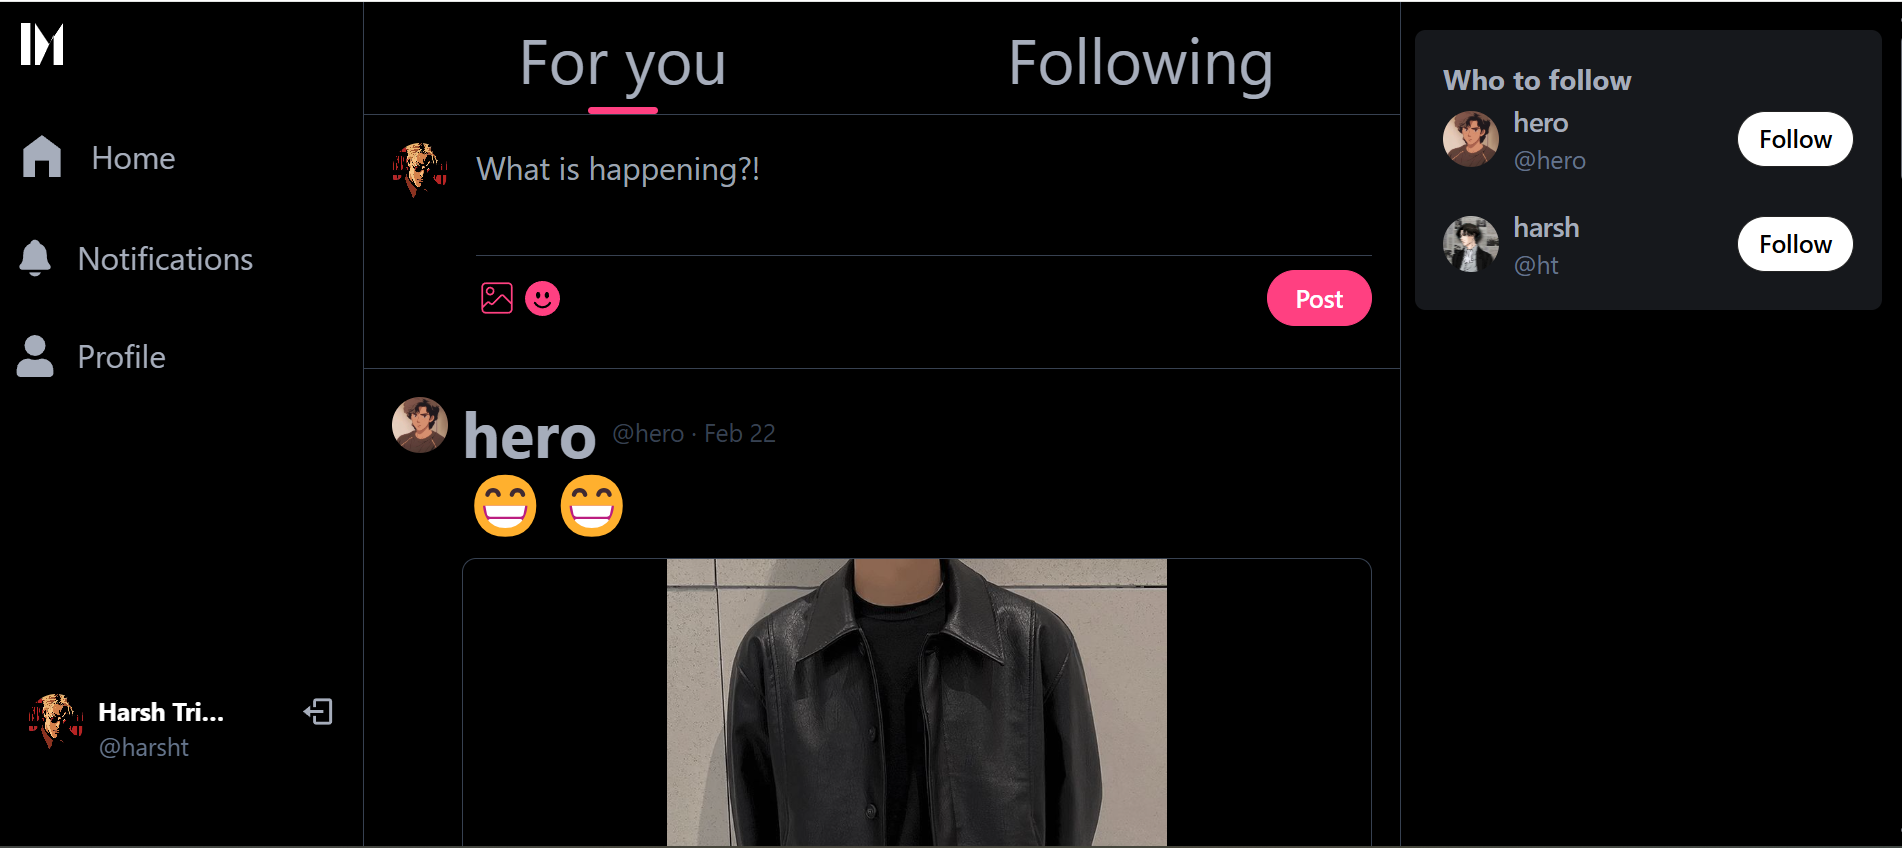 Home
Notifications
Profile
Harsh Tri...
@harsht
For you
Following
What is happening?!
Post
hero @hero · Feb 22
Who to follow
hero
@hero
Follow
harsh
@ht
Follow